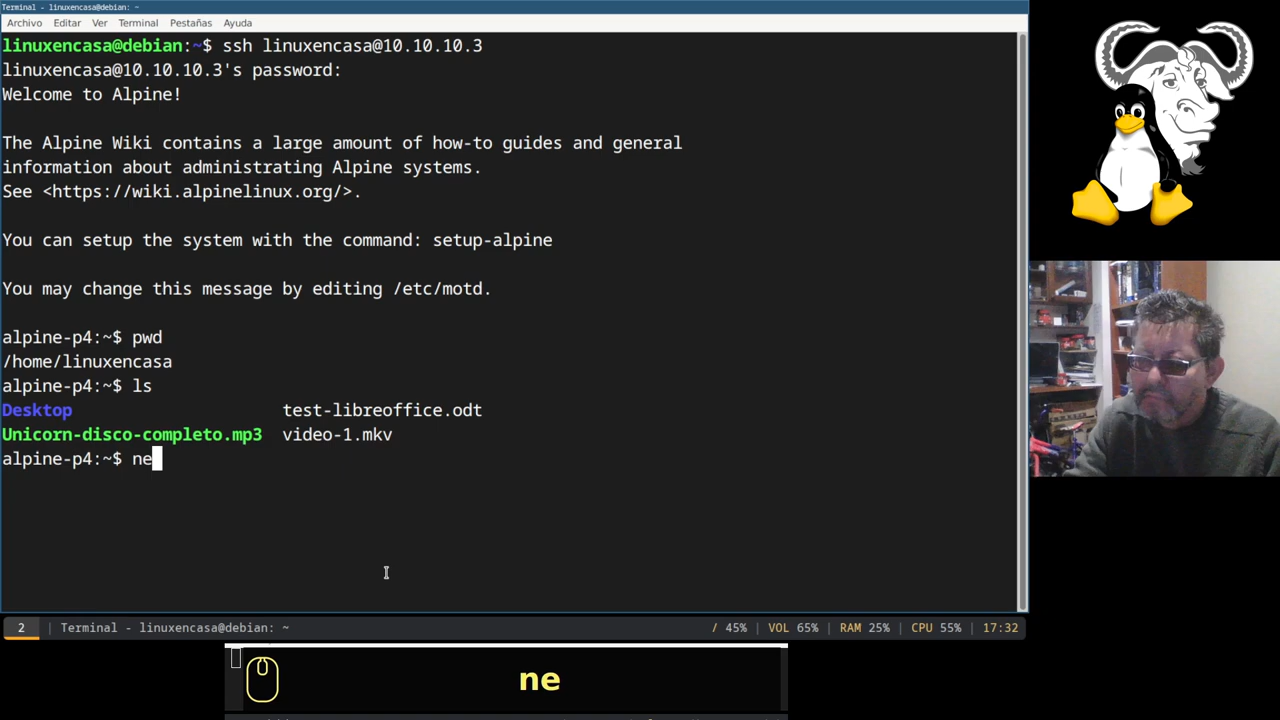 Terminal - linuxencasa@debian: ~
Archivo Editar Ver Terminal Pestañas Ayuda
linuxencasa@debian:~$ ssh linuxencasa@10.10.10.3
linuxencasa@10.10.10.3's password:
Welcome to Alpine!
The Alpine Wiki contains a large amount of how-to guides and general
information about administrating Alpine systems.
See <https://wiki.alpinelinux.org/>.
You can setup the system with the command: setup-alpine
You may change this message by editing /etc/motd.
alpine-p4:~$ pwd
/home/linuxencasa
alpine-p4:~$ ls
Desktop test-libreoffice.odt
Unicorn-disco-completo.mp3 video-1.mkv
alpine-p4:~$ ne
2 | Terminal - linuxencasa@debian: ~ / 45% | VOL 65% | RAM 25% | CPU 55% | 17:32
ne